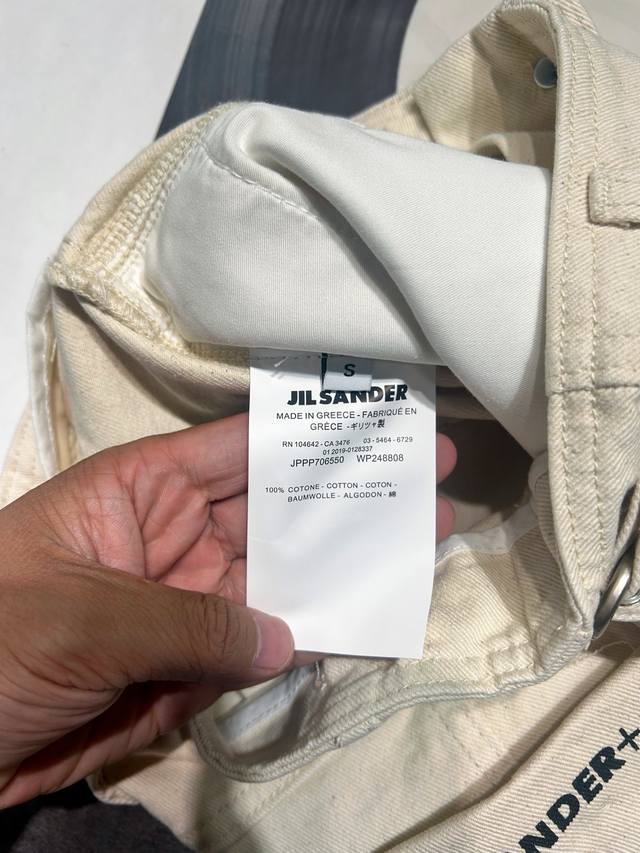 S
JIL SANDER
MADE IN GREECE - FABRIQUÉ EN
GRÈCE -ギリシャ製
RN 104642 - CA 3476 03 - 5464 - 6729
01 2019-0128337
JPPP706550 WP248808
100% COTONE - COTTON - COTON -
BAUMWOLLE - ALGODON - 綿
NDER+